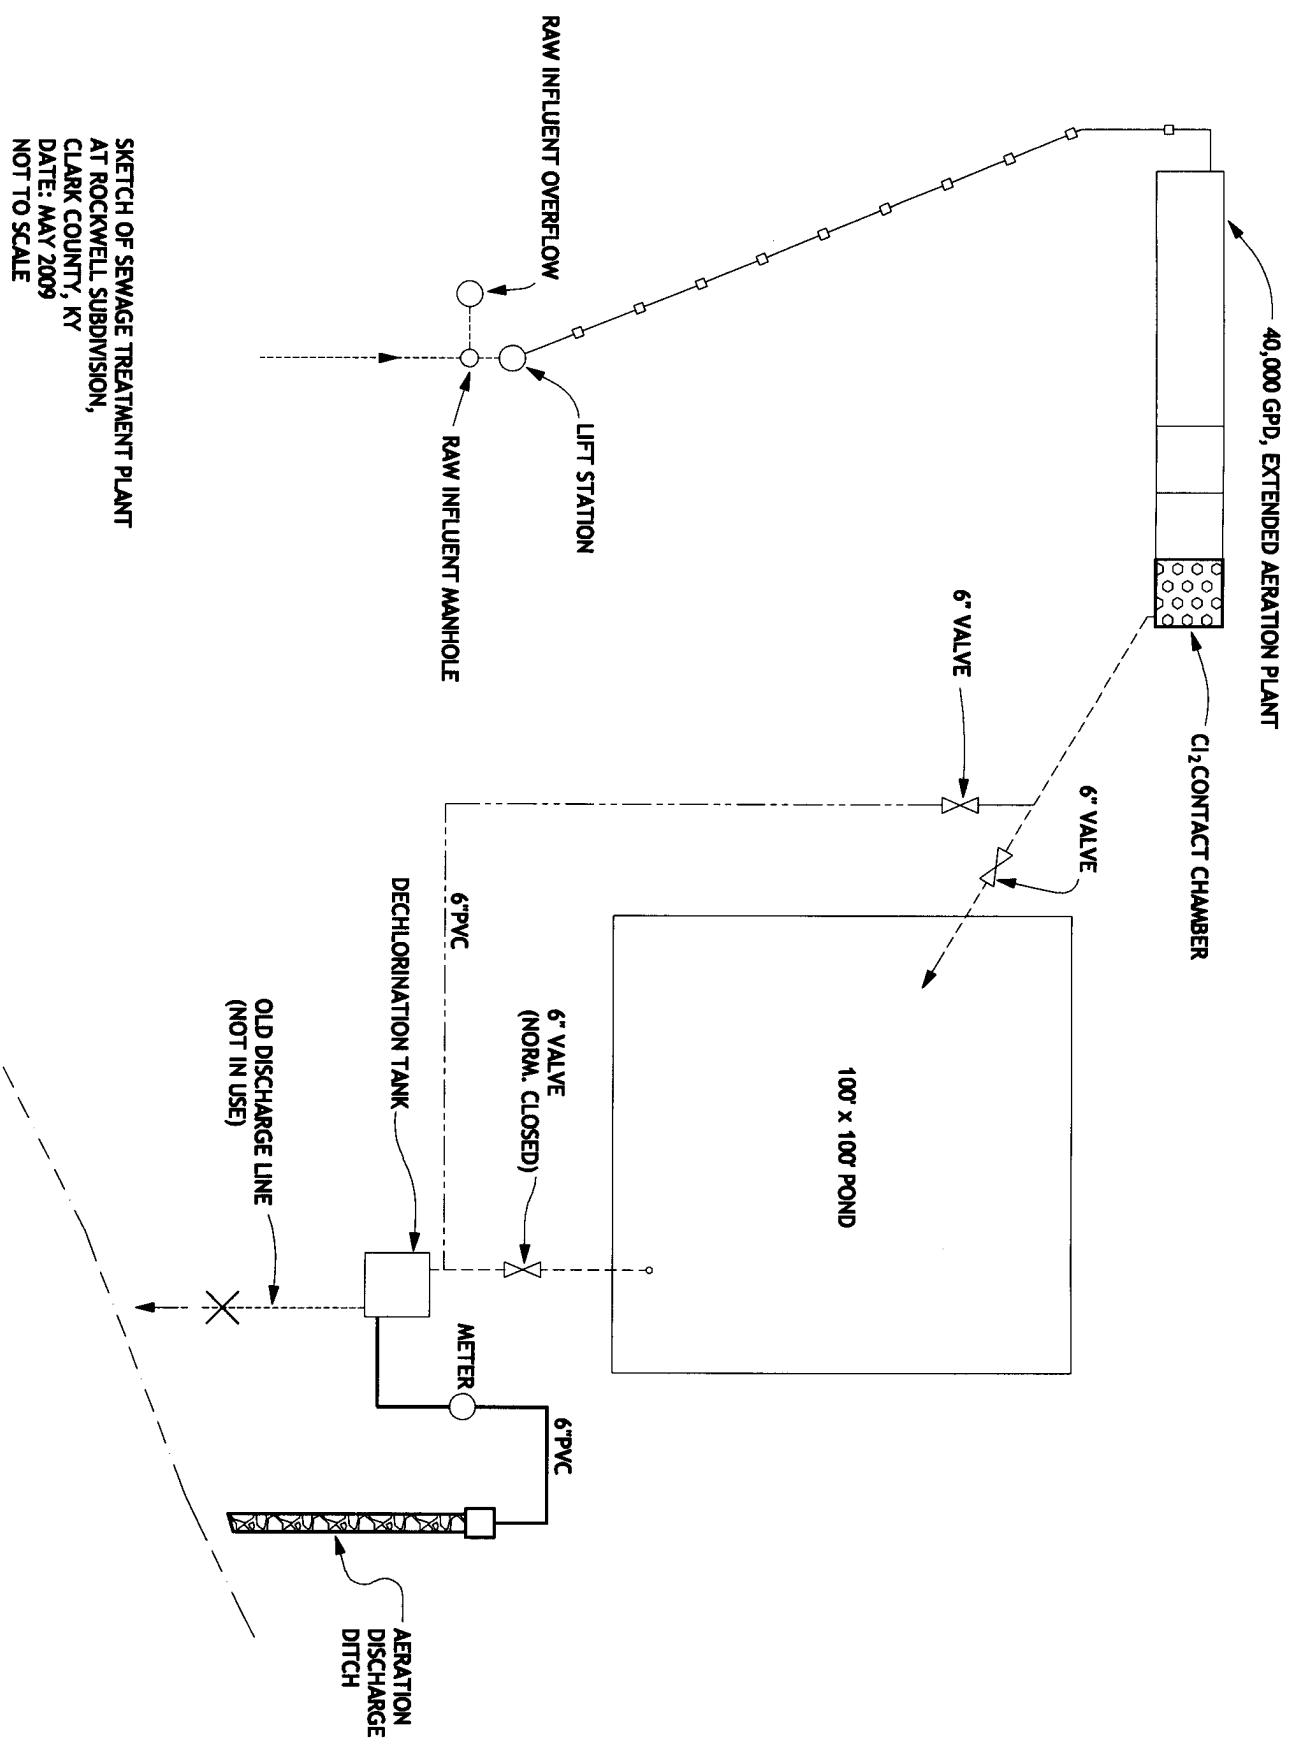 40,000 GPD, EXTENDED AERATION PLANT
Cl₂ CONTACT CHAMBER
6" VALVE
6" VALVE
100' x 100' POND
RAW INFLUENT OVERFLOW
LIFT STATION
RAW INFLUENT MANHOLE
6"PVC
6" VALVE
(NORM. CLOSED)
DECHLORINATION TANK
METER
6"PVC
OLD DISCHARGE LINE
(NOT IN USE)
AERATION
DISCHARGE
DITCH
SKETCH OF SEWAGE TREATMENT PLANT
AT ROCKWELL SUBDIVISION,
CLARK COUNTY, KY
DATE: MAY 2009
NOT TO SCALE